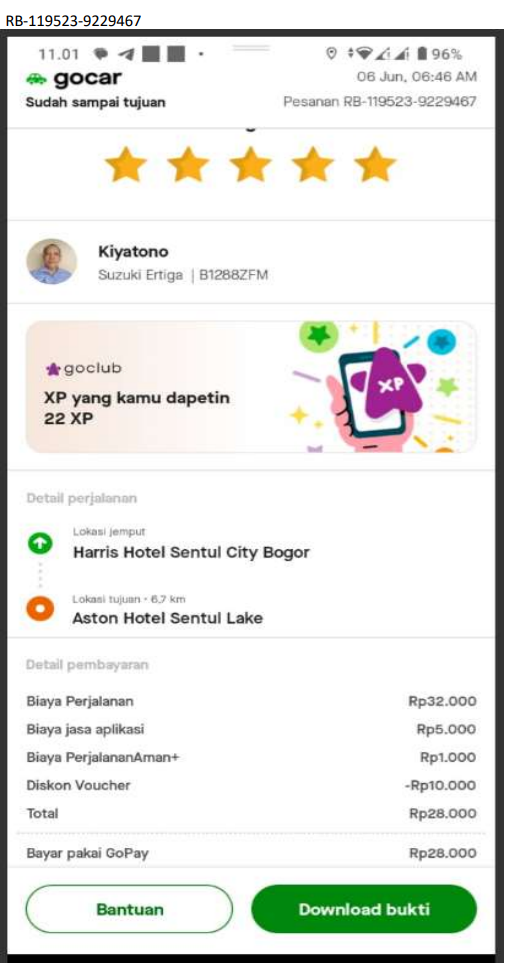 RB-119523-9229467
11.01 96%
gocar 06 Jun, 06:46 AM
Sudah sampai tujuan Pesanan RB-119523-9229467
Kiyatono
Suzuki Ertiga | B1288ZFM
goclub
XP yang kamu dapetin
22 XP
XP
Detail perjalanan
Lokasi jemput
Harris Hotel Sentul City Bogor
Lokasi tujuan • 6,7 km
Aston Hotel Sentul Lake
Detail pembayaran
Biaya Perjalanan Rp32.000
Biaya jasa aplikasi Rp5.000
Biaya PerjalananAman+ Rp1.000
Diskon Voucher -Rp10.000
Total Rp28.000
Bayar pakai GoPay Rp28.000
Bantuan Download bukti